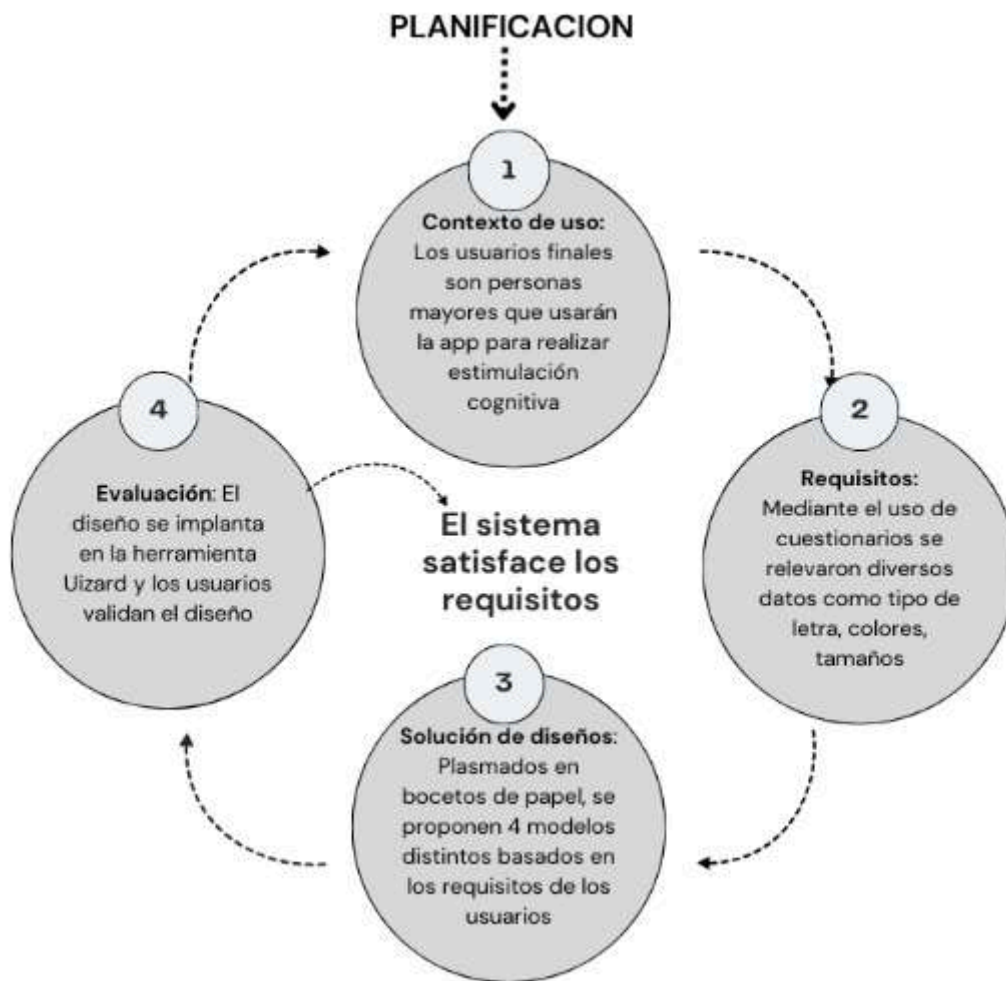 PLANIFICACION
1
Contexto de uso:
Los usuarios finales
son personas
mayores que usarán
la app para realizar
estimulación
cognitiva
2
Requisitos:
Mediante el uso de
cuestionarios se
relevaron diversos
datos como tipo de
letra, colores,
tamaños
3
Solución de diseños:
Plasmados en
bocetos de papel, se
proponen 4 modelos
distintos basados en
los requisitos de los
usuarios
4
Evaluación: El
diseño se implanta
en la herramienta
Uizard y los usuarios
validan el diseño
El sistema
satisface los
requisitos